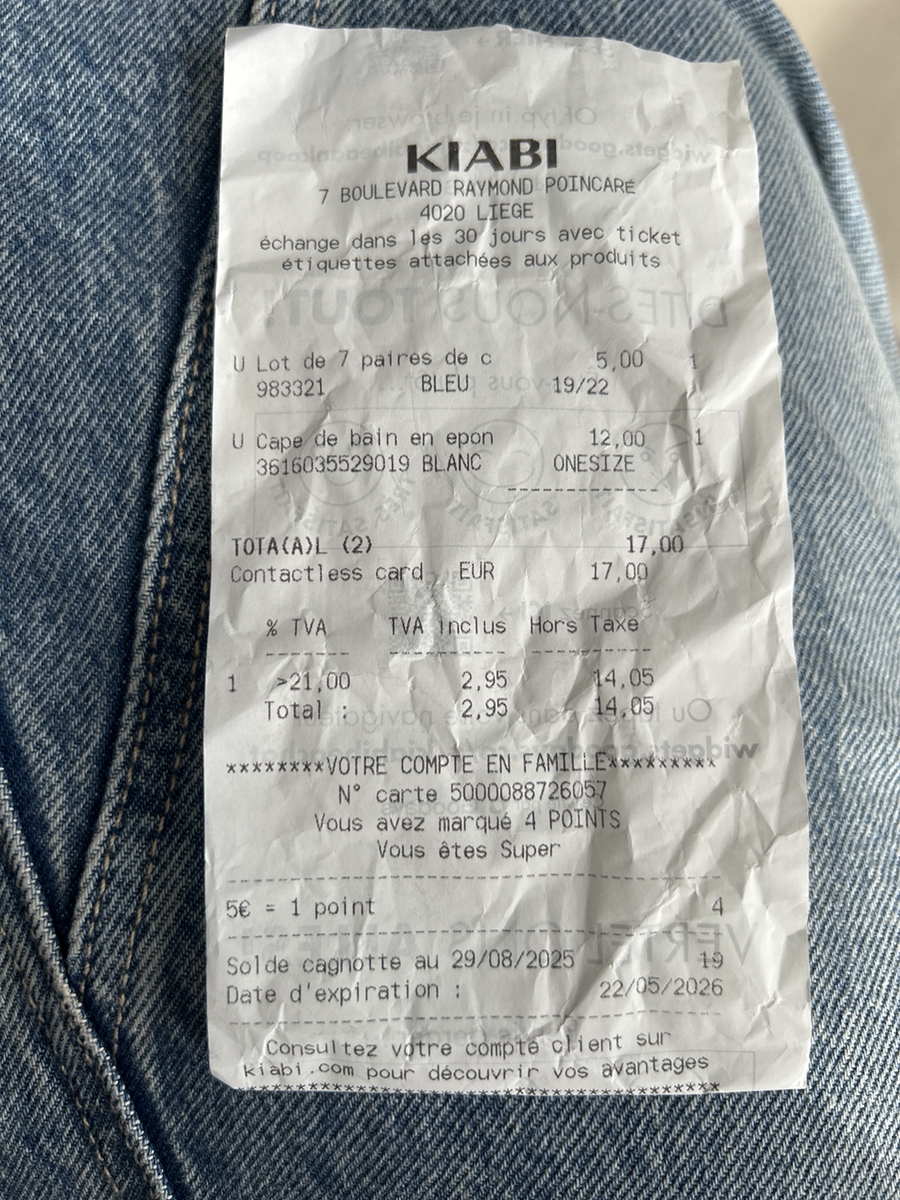 KIABI
7 BOULEVARD RAYMOND POINCARÉ
4020 LIEGE
échange dans les 30 jours avec ticket
étiquettes attachées aux produits
U Lot de 7 paires de c 5,00 1
983321 BLEU 19/22
U Cape de bain en epon 12,00 1
3616035529019 BLANC ONESIZE
--------------
TOTA(A)L (2) 17,00
Contactless card EUR 17,00
% TVA TVA inclus Hors Taxe
------- ---------- ----------
1 >21,00 2,95 14,05
Total : 2,95 14,05
********VOTRE COMPTE EN FAMILLE*********
N° carte 5000088726057
Vous avez marqué 4 POINTS
Vous êtes Super
----------------------------------------
5€ = 1 point 4
----------------------------------------
Solde cagnotte au 29/08/2025 19
Date d'expiration : 22/05/2026
----------------------------------------
Consultez votre compte client sur
kiabi.com pour découvrir vos avantages
****************************************